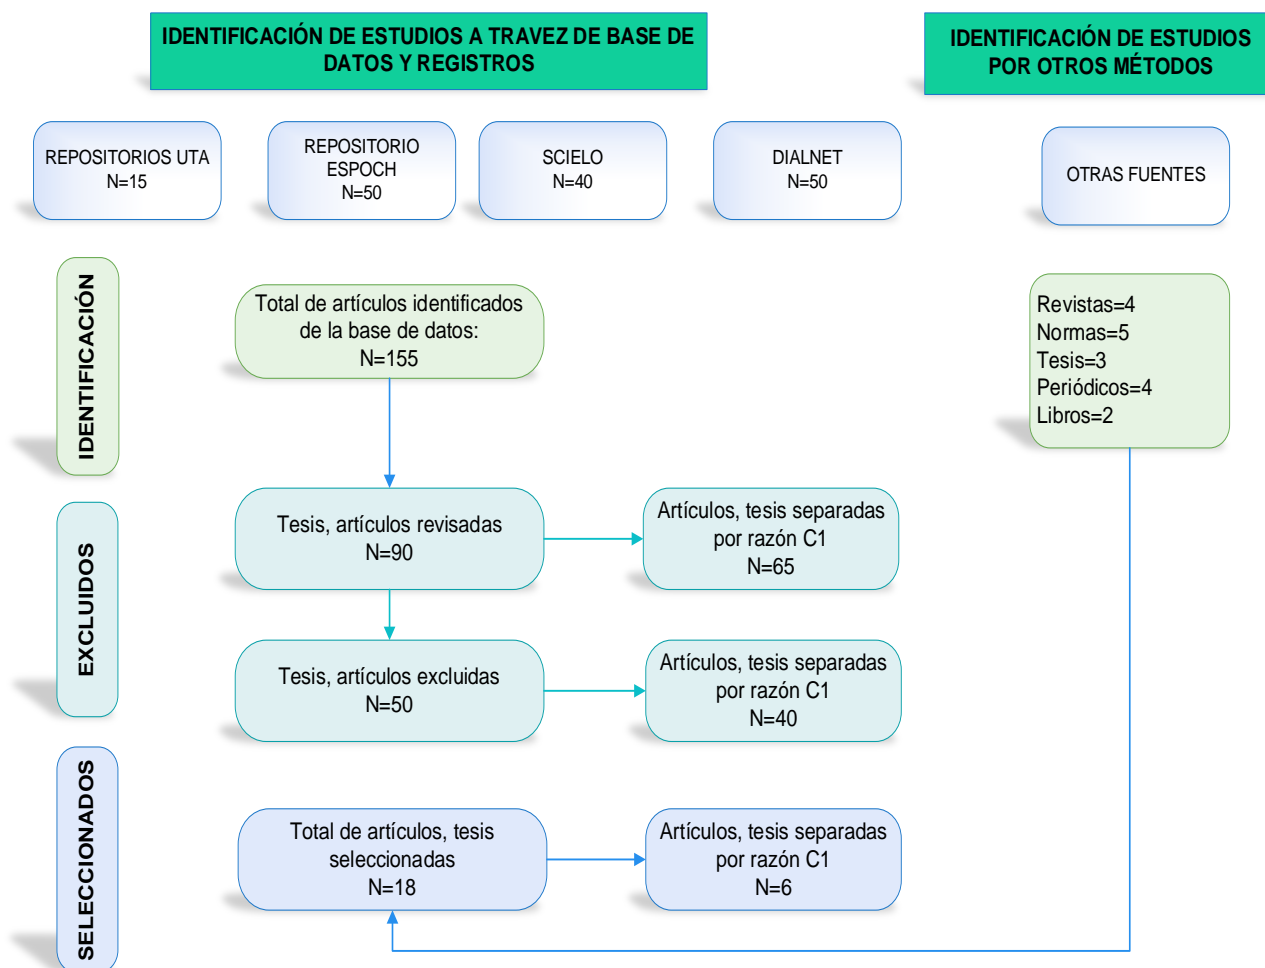 IDENTIFICACIÓN DE ESTUDIOS A TRAVEZ DE BASE DE
DATOS Y REGISTROS
IDENTIFICACIÓN DE ESTUDIOS
POR OTROS MÉTODOS
REPOSITORIOS UTA
N=15
REPOSITORIO
ESPOCH
N=50
SCIELO
N=40
DIALNET
N=50
OTRAS FUENTES
IDENTIFICACIÓN
Total de artículos identificados
de la base de datos:
N=155
Revistas=4
Normas=5
Tesis=3
Periódicos=4
Libros=2
EXCLUIDOS
Tesis, artículos revisadas
N=90
Artículos, tesis separadas
por razón C1
N=65
Tesis, artículos excluidas
N=50
Artículos, tesis separadas
por razón C1
N=40
SELECCIONADOS
Total de artículos, tesis
seleccionadas
N=18
Artículos, tesis separadas
por razón C1
N=6